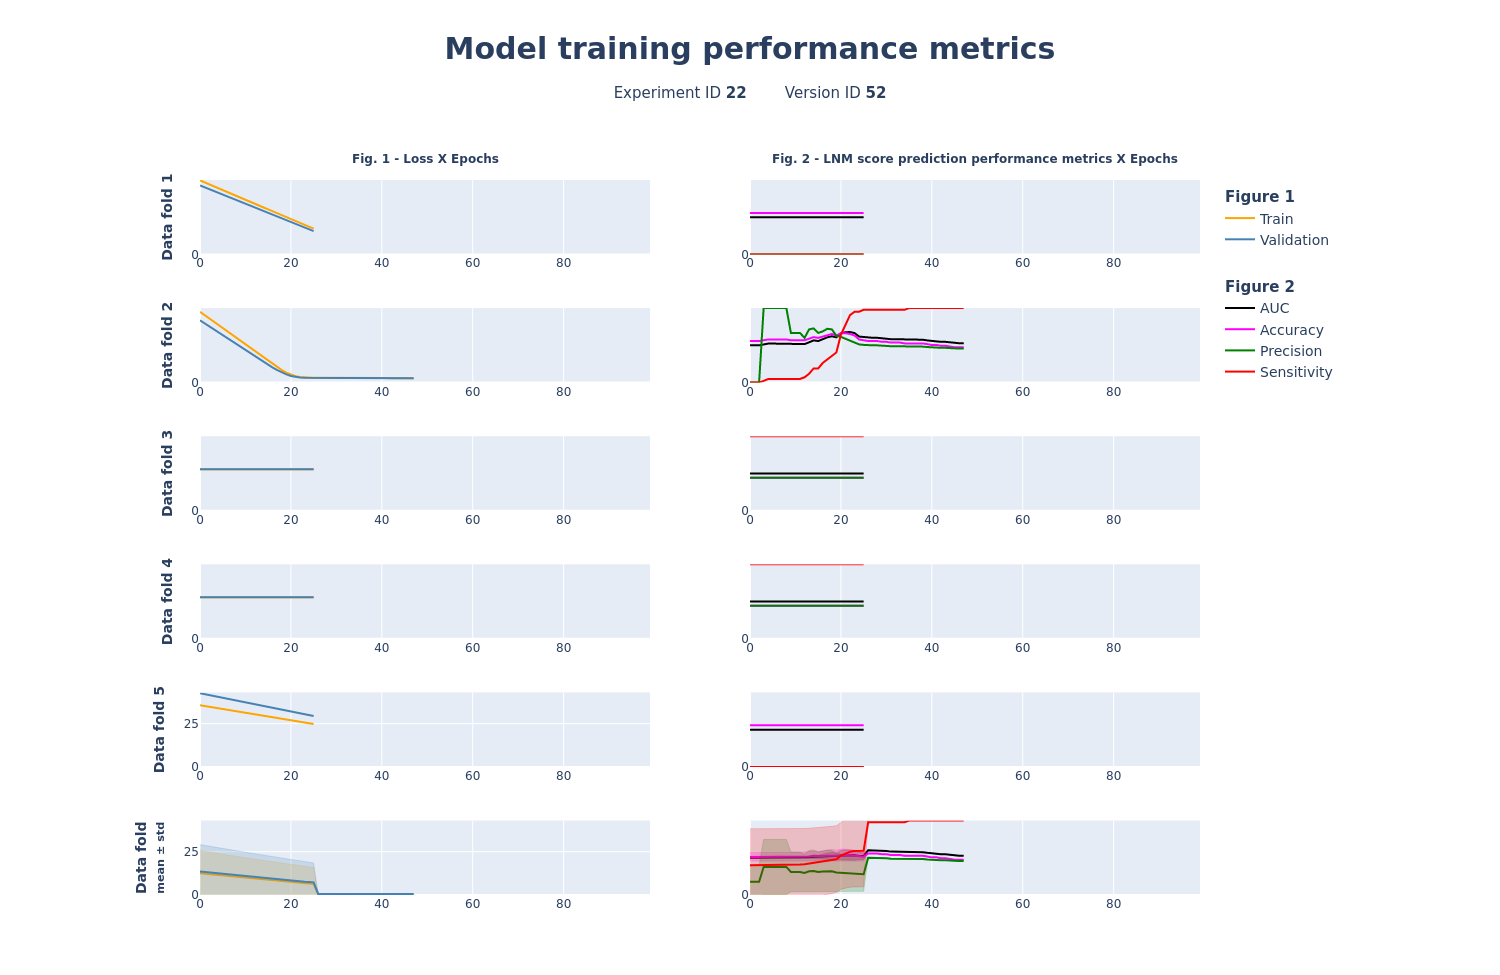 Model training performance metrics
Experiment ID 22 Version ID 52
Fig. 1 - Loss X Epochs
Fig. 2 - LNM score prediction performance metrics X Epochs
Data fold 1
0
0 20 40 60 80
0
0 20 40 60 80
Figure 1
Train
Validation
Figure 2
AUC
Accuracy
Precision
Sensitivity
Data fold 2
0
0 20 40 60 80
0
0 20 40 60 80
Data fold 3
0
0 20 40 60 80
0
0 20 40 60 80
Data fold 4
0
0 20 40 60 80
0
0 20 40 60 80
Data fold 5
25
0
0 20 40 60 80
0
0 20 40 60 80
Data fold
mean ± std
25
0
0 20 40 60 80
0
0 20 40 60 80